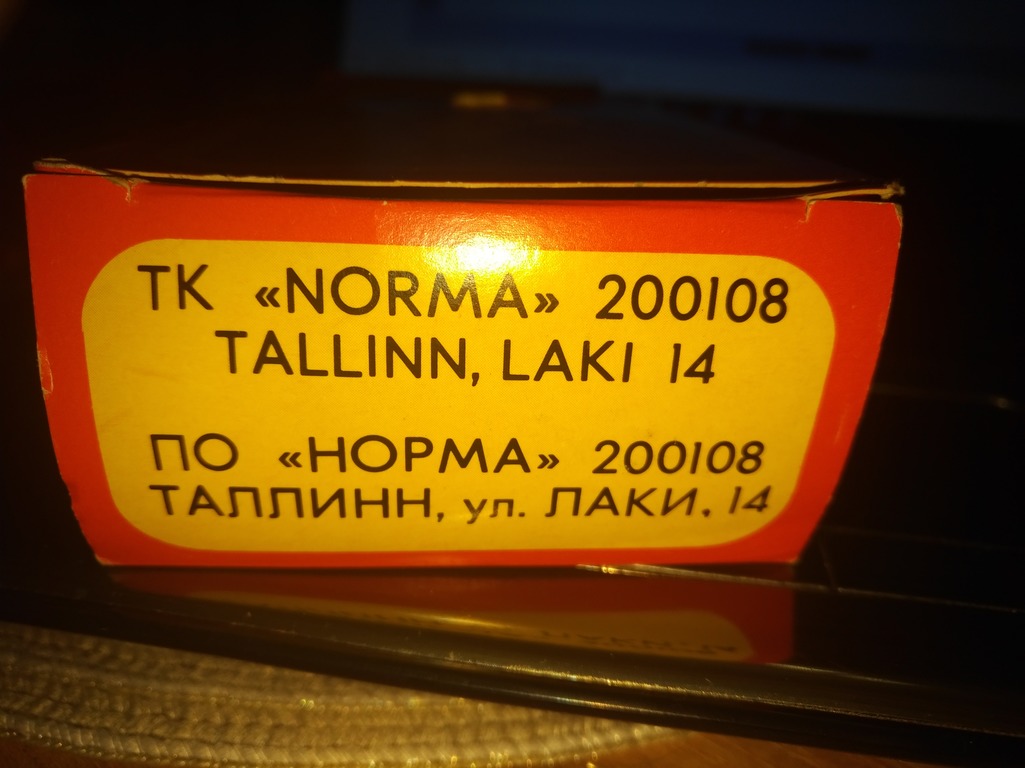 TK «NORMA» 200108
TALLINN, LAKI 14
ПО «НОРМА» 200108
ТАЛЛИНН, ул. ЛАКИ. 14